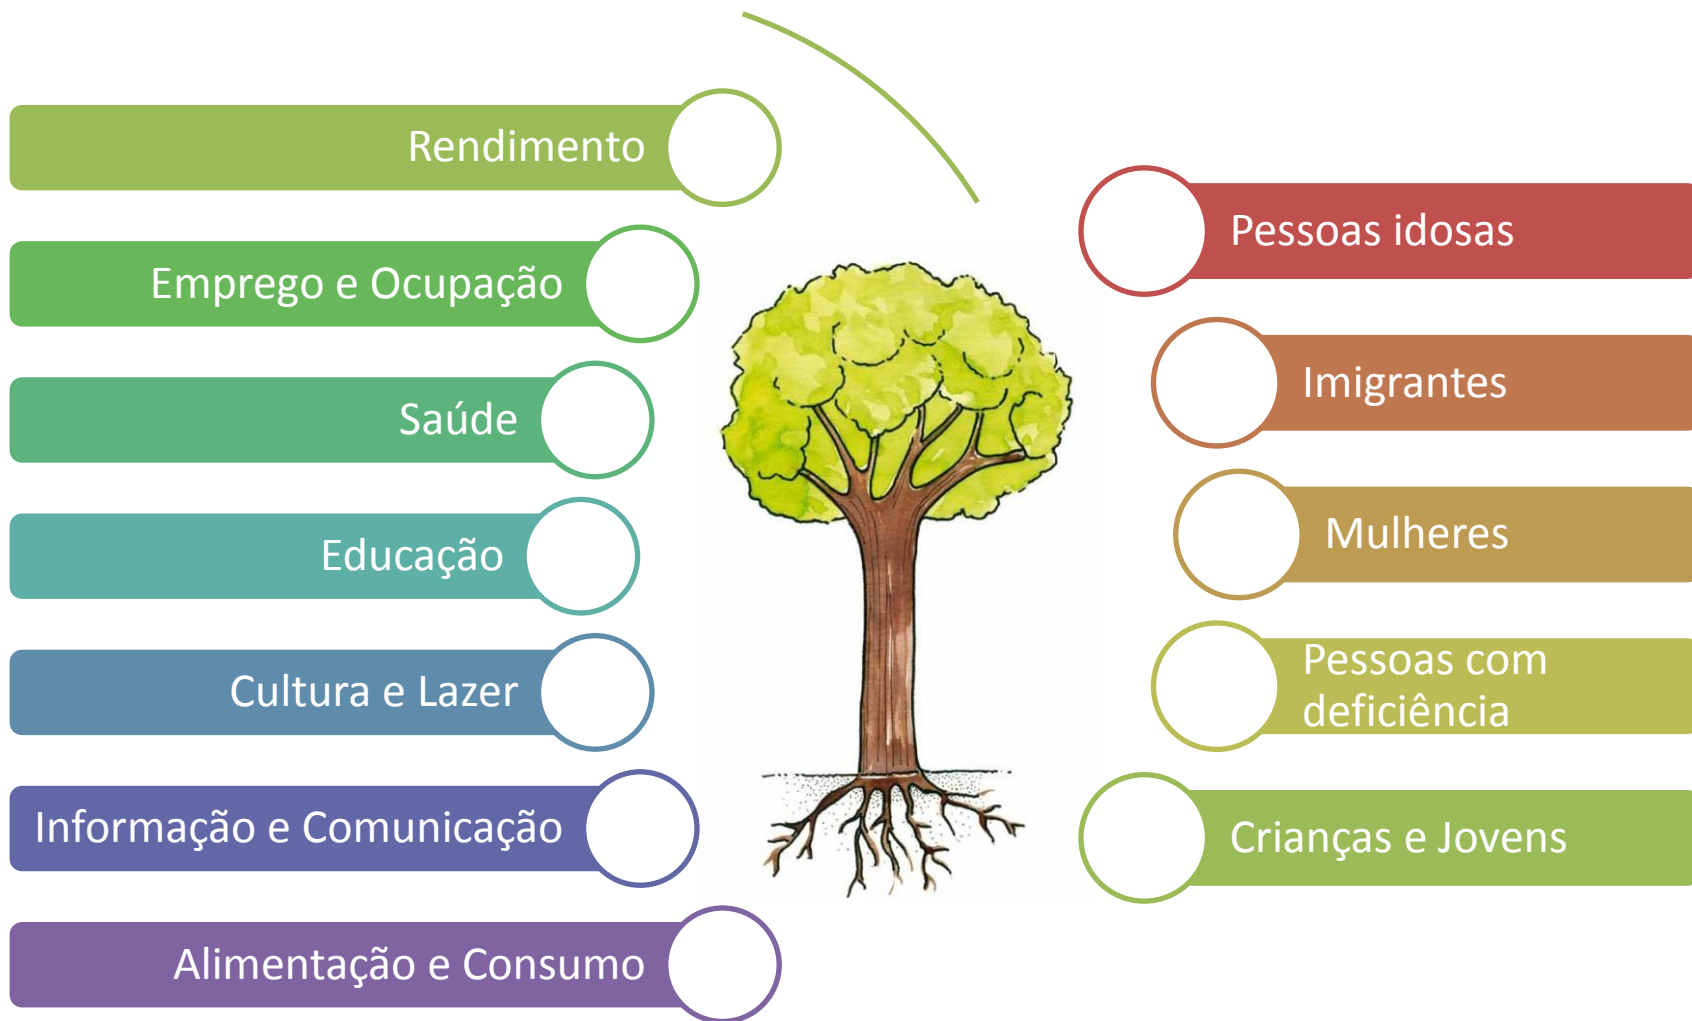 Rendimento
Emprego e Ocupação
Saúde
Educação
Cultura e Lazer
Informação e Comunicação
Alimentação e Consumo
Pessoas idosas
Imigrantes
Mulheres
Pessoas com
deficiência
Crianças e Jovens